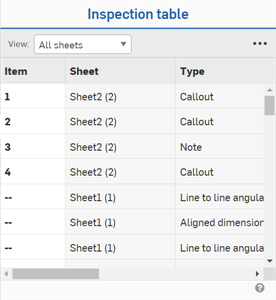 Inspection table
View: All sheets
Item Sheet Type
1 Sheet2 (2) Callout
2 Sheet2 (2) Callout
3 Sheet2 (2) Note
4 Sheet2 (2) Callout
-- Sheet1 (1) Line to line angula
-- Sheet1 (1) Aligned dimension
-- Sheet1 (1) Line to line angula